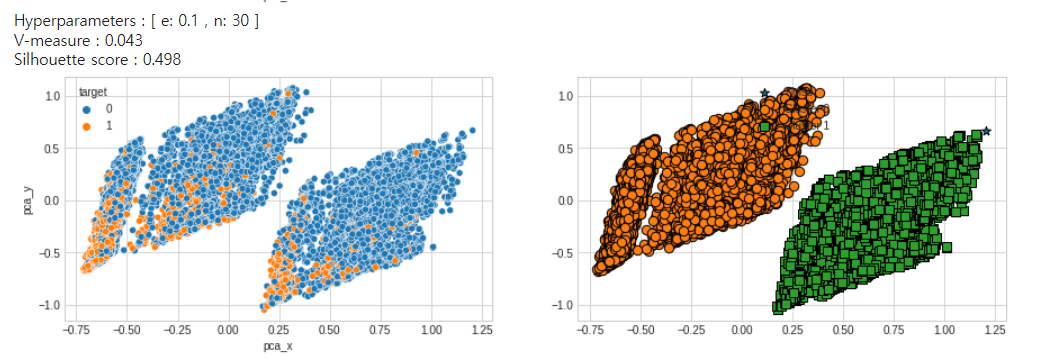 Hyperparameters : [ e: 0.1 , n: 30 ]
V-measure : 0.043
Silhouette score : 0.498
target
0
1
1.0
0.5
0.0
−0.5
−1.0
pca_y
−0.75 −0.50 −0.25 0.00 0.25 0.50 0.75 1.00 1.25
pca_x
1.0
0.5
0.0
−0.5
−1.0
1
−0.75 −0.50 −0.25 0.00 0.25 0.50 0.75 1.00 1.25